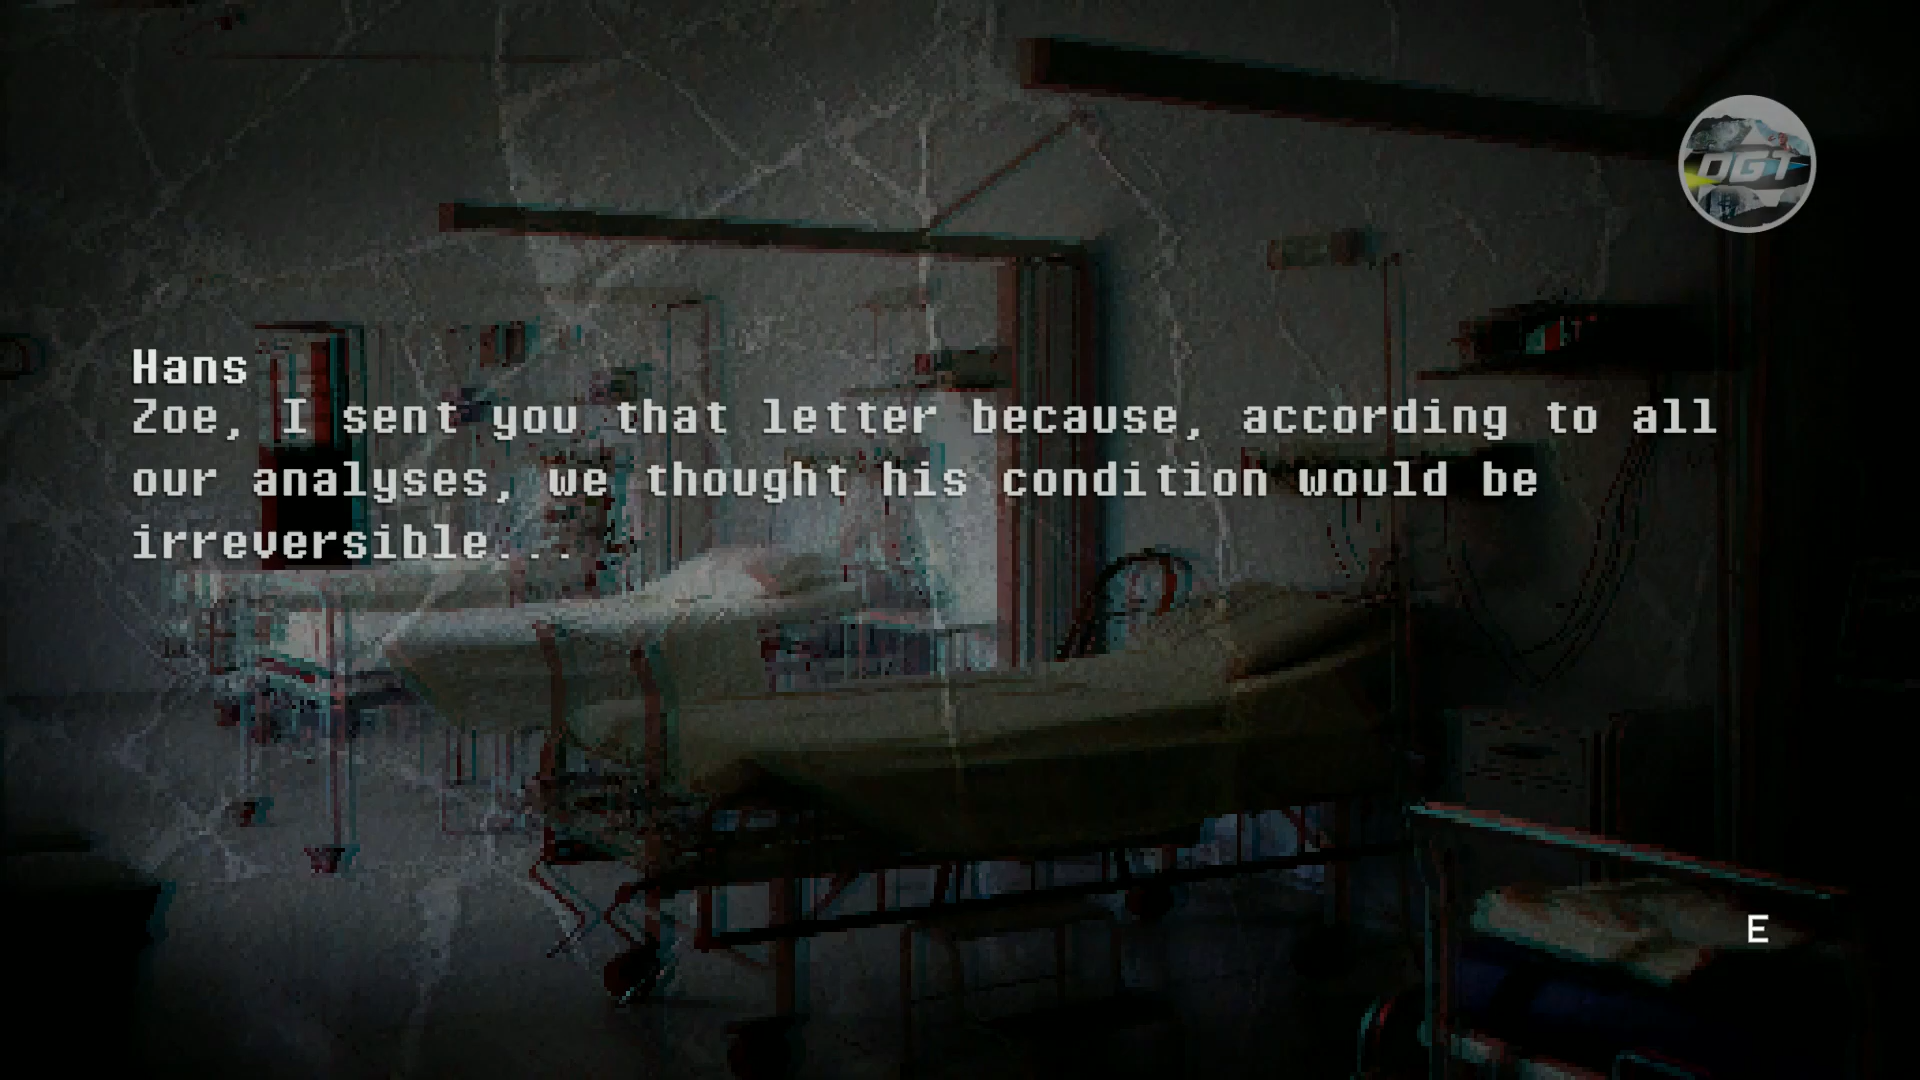 DGT
Hans
Zoe, I sent you that letter because, according to all
our analyses, we thought his condition would be
irreversible...
E